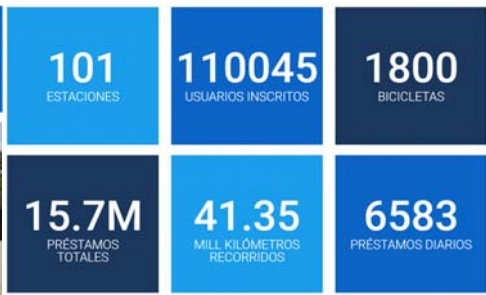 101
ESTACIONES
110045
USUARIOS INSCRITOS
1800
BICICLETAS
15.7M
PRÉSTAMOS
TOTALES
41.35
MILL KILÓMETROS
RECORRIDOS
6583
PRÉSTAMOS DIARIOS